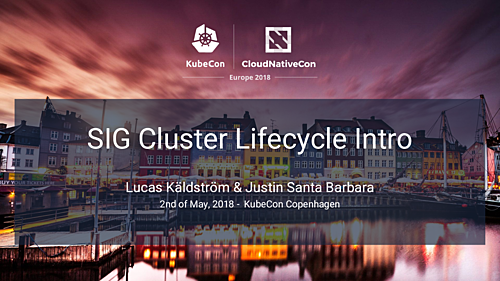 KubeCon CloudNativeCon
Europe 2018
SIG Cluster Lifecycle Intro
Lucas Käldström & Justin Santa Barbara
2nd of May, 2018 - KubeCon Copenhagen